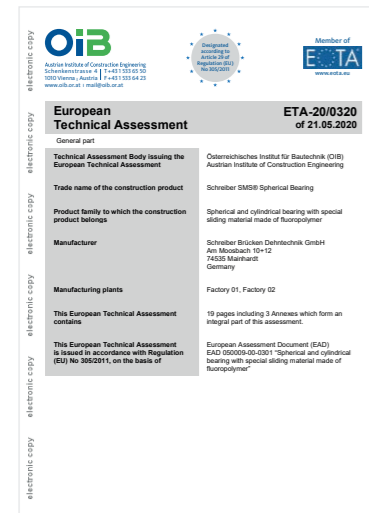 OiB
Austrian Institute of Construction Engineering
Schenkenstrasse 4 | T+43 1 533 65 50
1010 Vienna , Austria | F+43 1 533 64 23
www.oib.or.at | mail@oib.or.at
Designated
according to
Article 29 of
Regulation (EU)
No 305/2011
Member of
EOTA
www.eota.eu
European
Technical Assessment
ETA-20/0320
of 21.05.2020
General part
Technical Assessment Body issuing the
European Technical Assessment
Österreichisches Institut für Bautechnik (OIB)
Austrian Institute of Construction Engineering
Trade name of the construction product
Schreiber SMS® Spherical Bearing
Product family to which the construction
product belongs
Spherical and cylindrical bearing with special
sliding material made of fluoropolymer
Manufacturer
Schreiber Brücken Dehntechnik GmbH
Am Moosbach 10+12
74535 Mainhardt
Germany
Manufacturing plants
Factory 01, Factory 02
This European Technical Assessment
contains
19 pages including 3 Annexes which form an
integral part of this assessment.
This European Technical Assessment
is issued in accordance with Regulation
(EU) No 305/2011, on the basis of
European Assessment Document (EAD)
EAD 050009-00-0301 "Spherical and cylindrical
bearing with special sliding material made of
fluoropolymer"
electronic copy
electronic copy
electronic copy
electronic copy
electronic copy
electronic copy